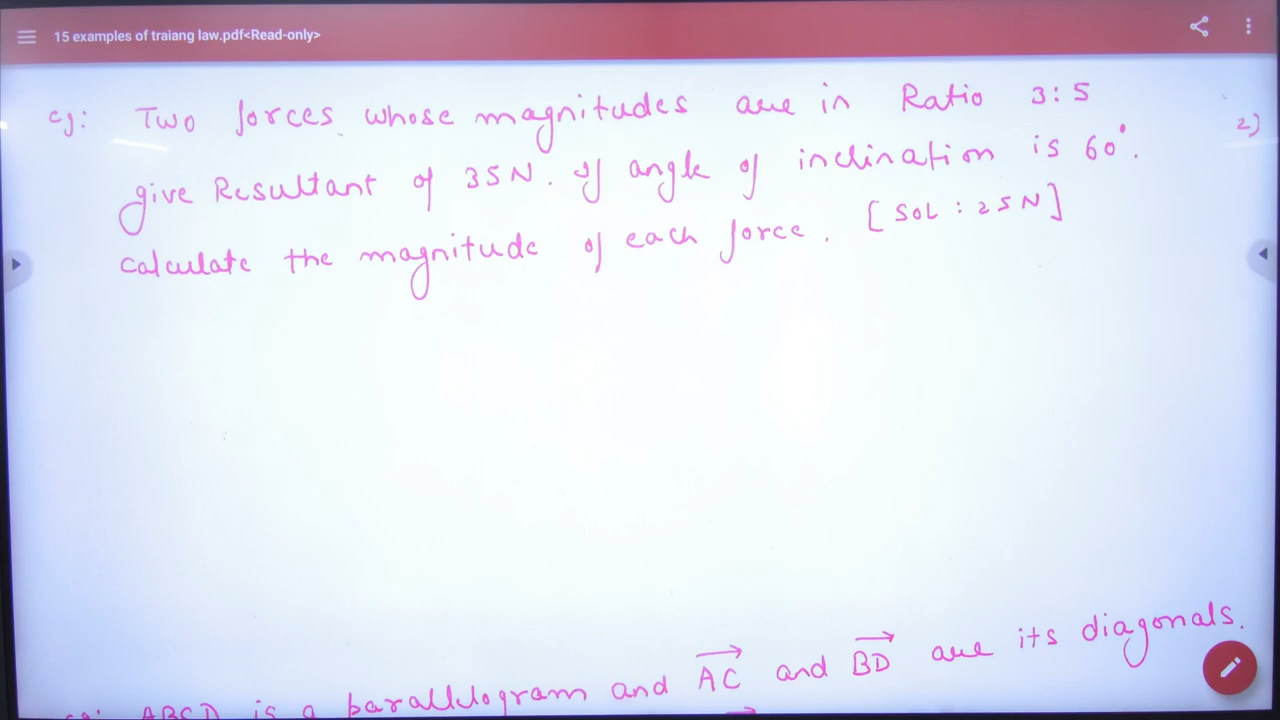 15 examples of traiang law.pdf<Read-only>
eg: Two forces whose magnitudes are in Ratio 3:5
2)
give Resultant of 35N. If angle of inclination is 60°.
calculate the magnitude of each force. [SOL : 25N]
eg: ABCD is a parallelogram and AC and BD are its diagonals.